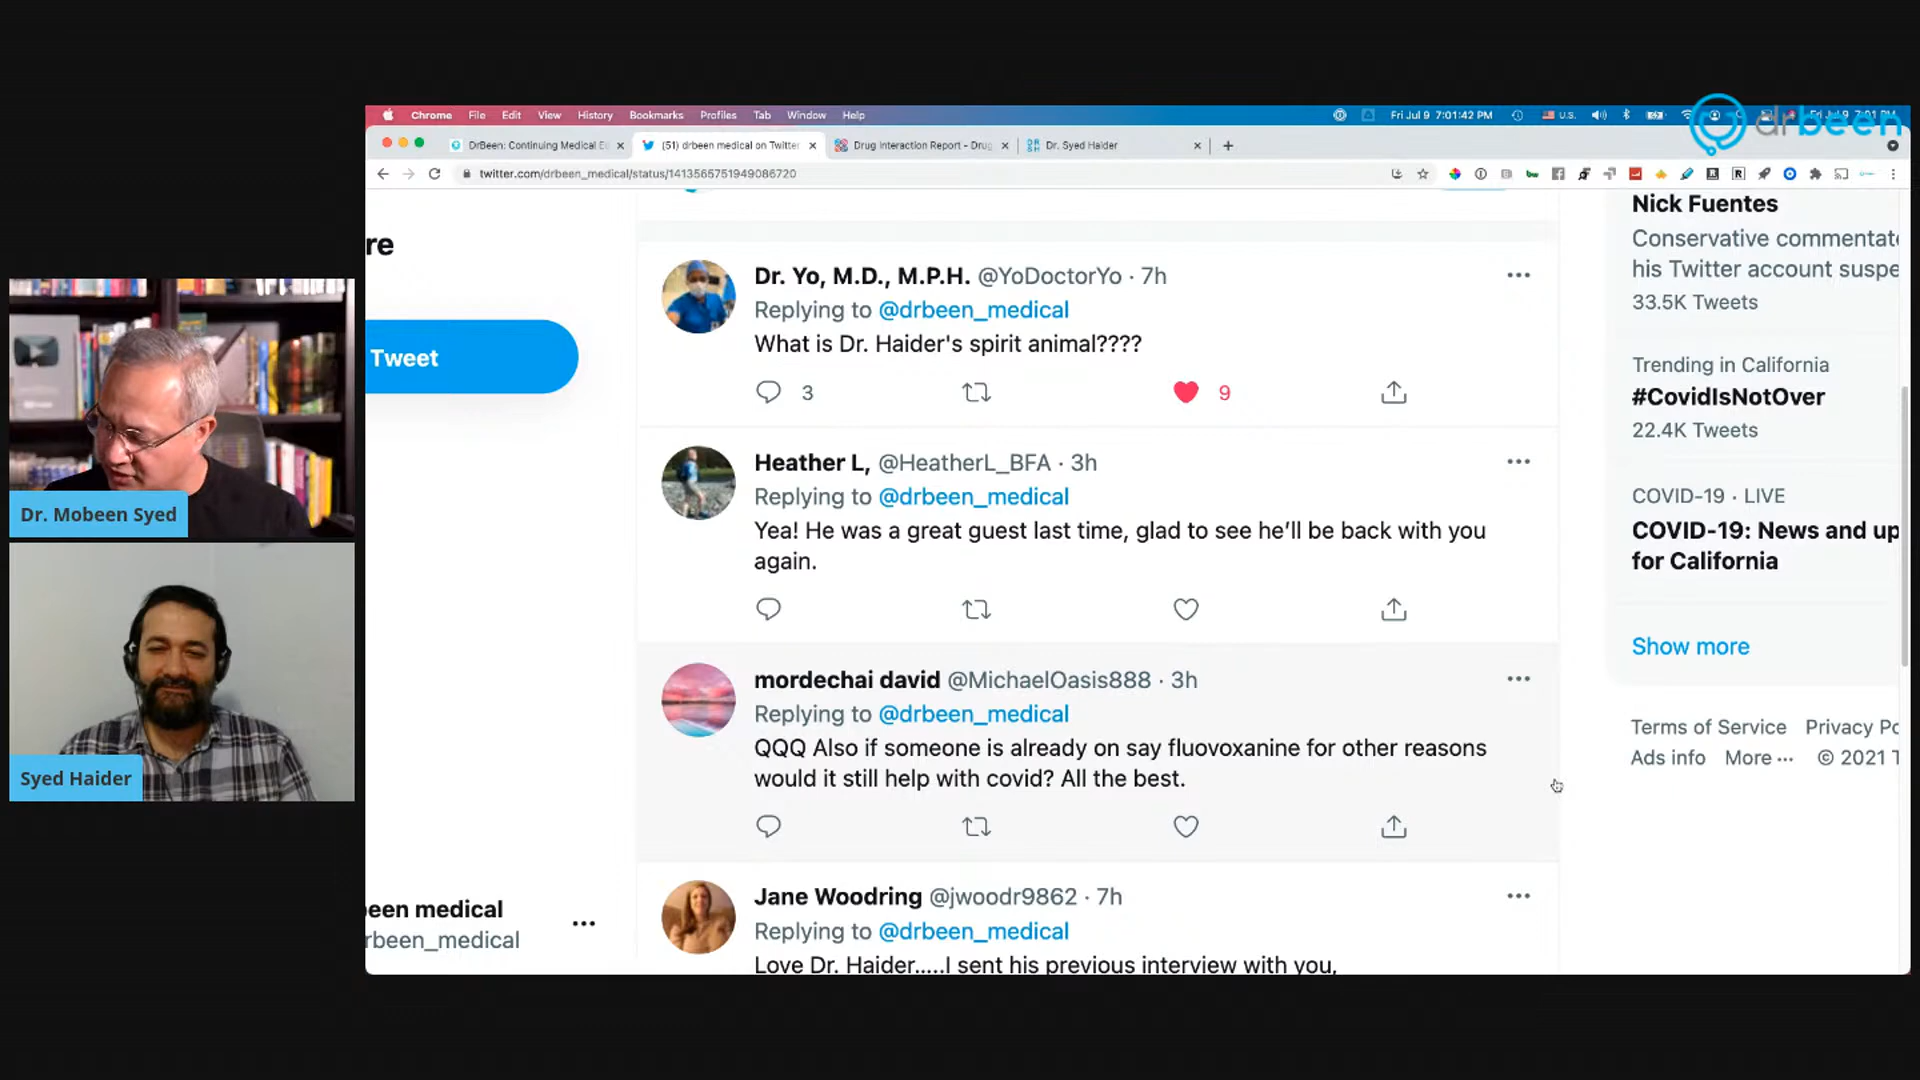 Chrome File Edit View History Bookmarks Profiles Tab Window Help
U.S. Fri Jul 9 7:01:42 PM
drbeen
DrBeen: Continuing Medical E
(51) drbeen medical on Twitter
Drug Interaction Report - Drug
Dr. Syed Haider
twitter.com/drbeen_medical/status/1413565751949086720
re
Tweet
een medical
rbeen_medical
Dr. Yo, M.D., M.P.H. @YoDoctorYo · 7h
Replying to @drbeen_medical
What is Dr. Haider's spirit animal????
3
9
Heather L, @HeatherL_BFA · 3h
Replying to @drbeen_medical
Yea! He was a great guest last time, glad to see he’ll be back with you
again.
mordechai david @MichaelOasis888 · 3h
Replying to @drbeen_medical
QQQ Also if someone is already on say fluovoxanine for other reasons
would it still help with covid? All the best.
Jane Woodring @jwoodr9862 · 7h
Replying to @drbeen_medical
Love Dr. Haider.....I sent his previous interview with you,
Nick Fuentes
Conservative commentat
his Twitter account suspe
33.5K Tweets
Trending in California
#CovidIsNotOver
22.4K Tweets
COVID-19 · LIVE
COVID-19: News and up
for California
Show more
Terms of Service Privacy Po
Ads info More ··· © 2021 T
Dr. Mobeen Syed
Syed Haider